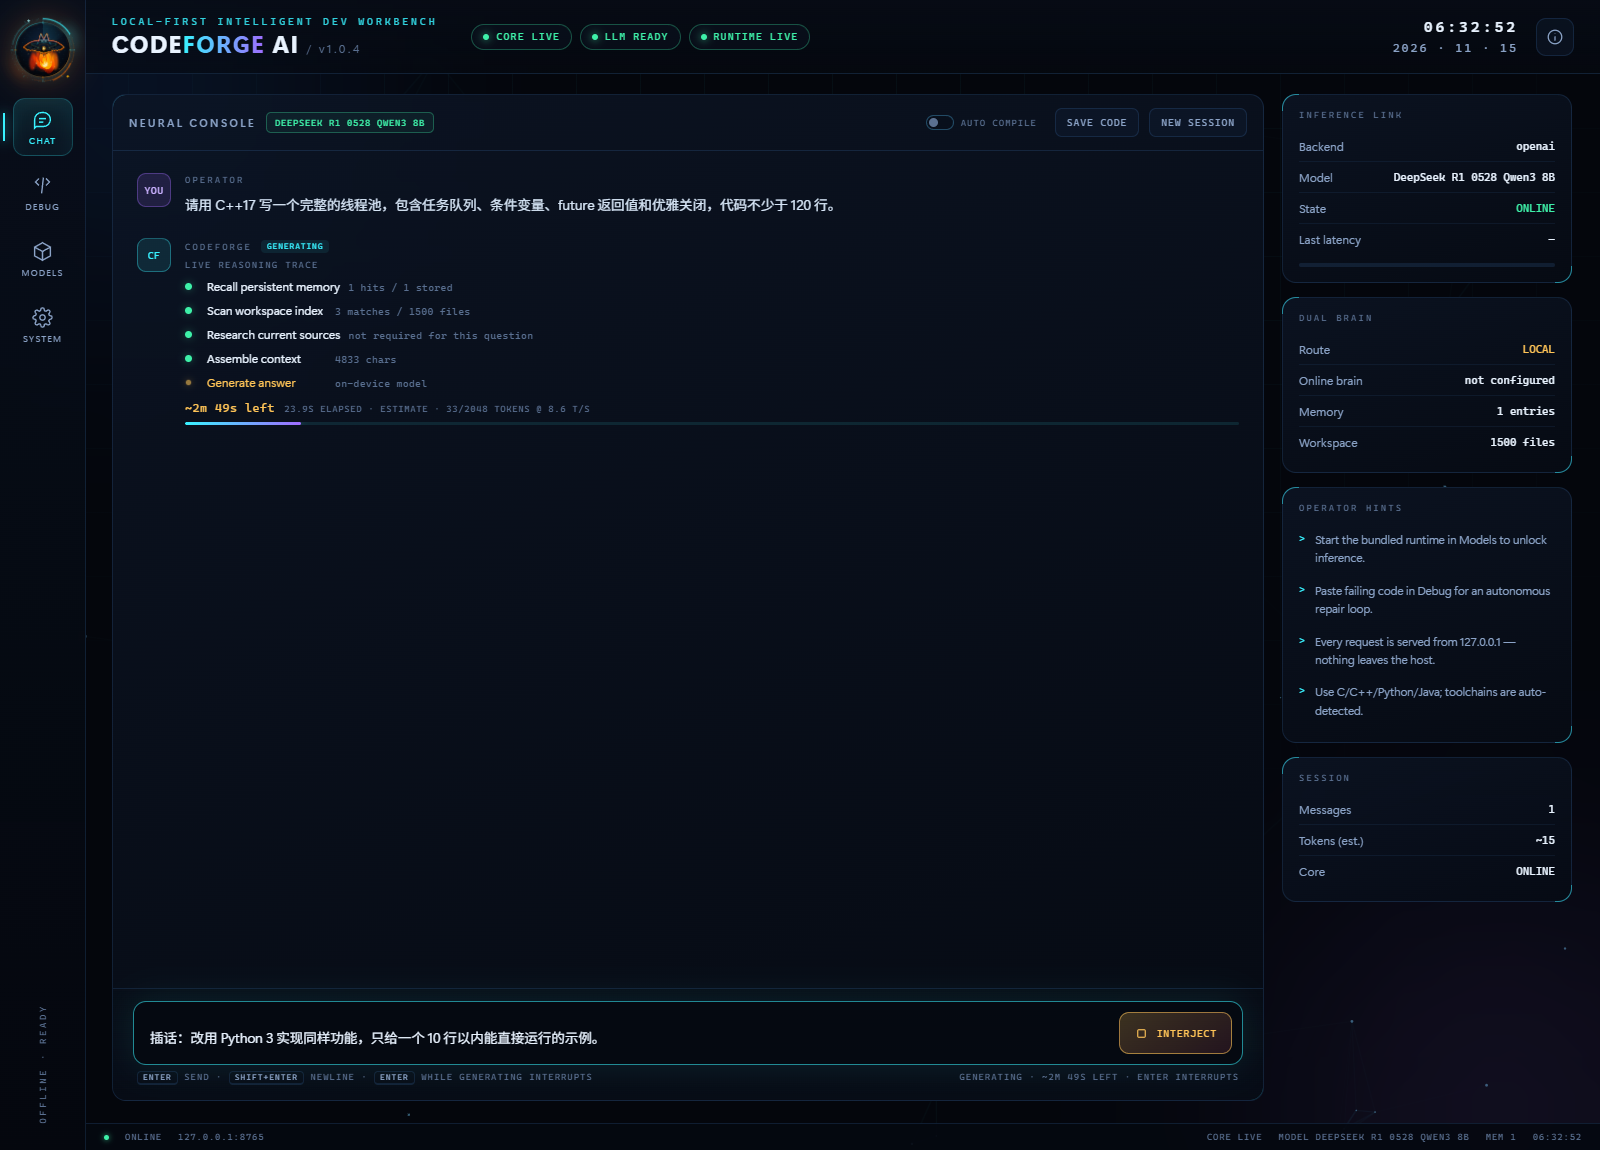 LOCAL-FIRST INTELLIGENT DEV WORKBENCH
CODEFORGE AI / v1.0.4
CORE LIVE
LLM READY
RUNTIME LIVE
06:32:52
2026 · 11 · 15
CHAT
DEBUG
MODELS
SYSTEM
OFFLINE · READY
NEURAL CONSOLE
DEEPSEEK R1 0528 QWEN3 8B
AUTO COMPILE
SAVE CODE
NEW SESSION
YOU
OPERATOR
请用 C++17 写一个完整的线程池，包含任务队列、条件变量、future 返回值和优雅关闭，代码不少于 120 行。
CF
CODEFORGE GENERATING
LIVE REASONING TRACE
Recall persistent memory 1 hits / 1 stored
Scan workspace index 3 matches / 1500 files
Research current sources not required for this question
Assemble context 4833 chars
Generate answer on-device model
~2m 49s left 23.9S ELAPSED · ESTIMATE · 33/2048 TOKENS @ 8.6 T/S
插话：改用 Python 3 实现同样功能，只给一个 10 行以内能直接运行的示例。
INTERJECT
ENTER SEND · SHIFT+ENTER NEWLINE · ENTER WHILE GENERATING INTERRUPTS
GENERATING · ~2M 49S LEFT · ENTER INTERRUPTS
INFERENCE LINK
Backend openai
Model DeepSeek R1 0528 Qwen3 8B
State ONLINE
Last latency —
DUAL BRAIN
Route LOCAL
Online brain not configured
Memory 1 entries
Workspace 1500 files
OPERATOR HINTS
> Start the bundled runtime in Models to unlock
inference.
> Paste failing code in Debug for an autonomous
repair loop.
> Every request is served from 127.0.0.1 —
nothing leaves the host.
> Use C/C++/Python/Java; toolchains are auto-
detected.
SESSION
Messages 1
Tokens (est.) ~15
Core ONLINE
ONLINE 127.0.0.1:8765
CORE LIVE MODEL DEEPSEEK R1 0528 QWEN3 8B MEM 1 06:32:52